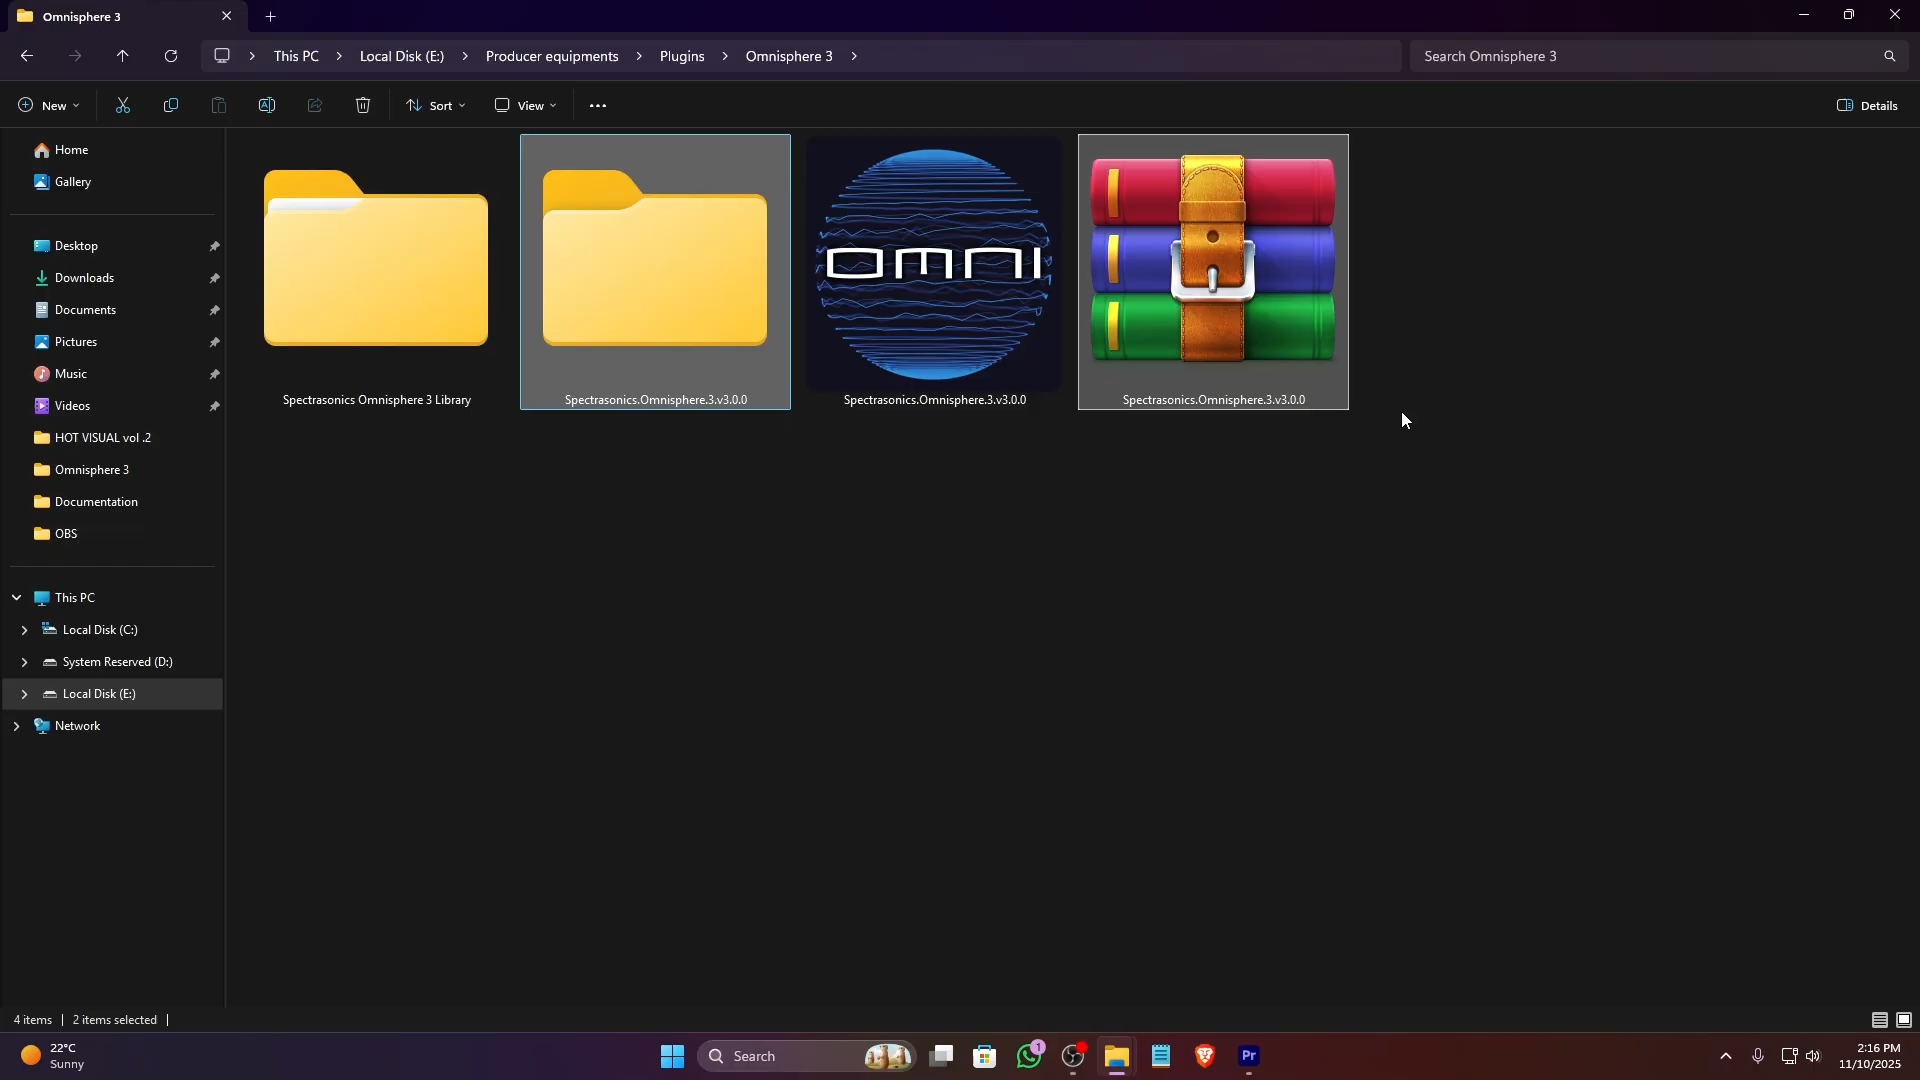 Omnisphere 3
This PC
Local Disk (E:)
Producer equipments
Plugins
Omnisphere 3
Search Omnisphere 3
New
Sort
View
Details
Home
Gallery
Desktop
Downloads
Documents
Pictures
Music
Videos
HOT VISUAL vol .2
Omnisphere 3
Documentation
OBS
This PC
Local Disk (C:)
System Reserved (D:)
Local Disk (E:)
Network
OMNI
Spectrasonics Omnisphere 3 Library
Spectrasonics.Omnisphere.3.v3.0.0
Spectrasonics.Omnisphere.3.v3.0.0
Spectrasonics.Omnisphere.3.v3.0.0
4 items
2 items selected
22°C
Sunny
Search
1
Pr
2:16 PM
11/10/2025